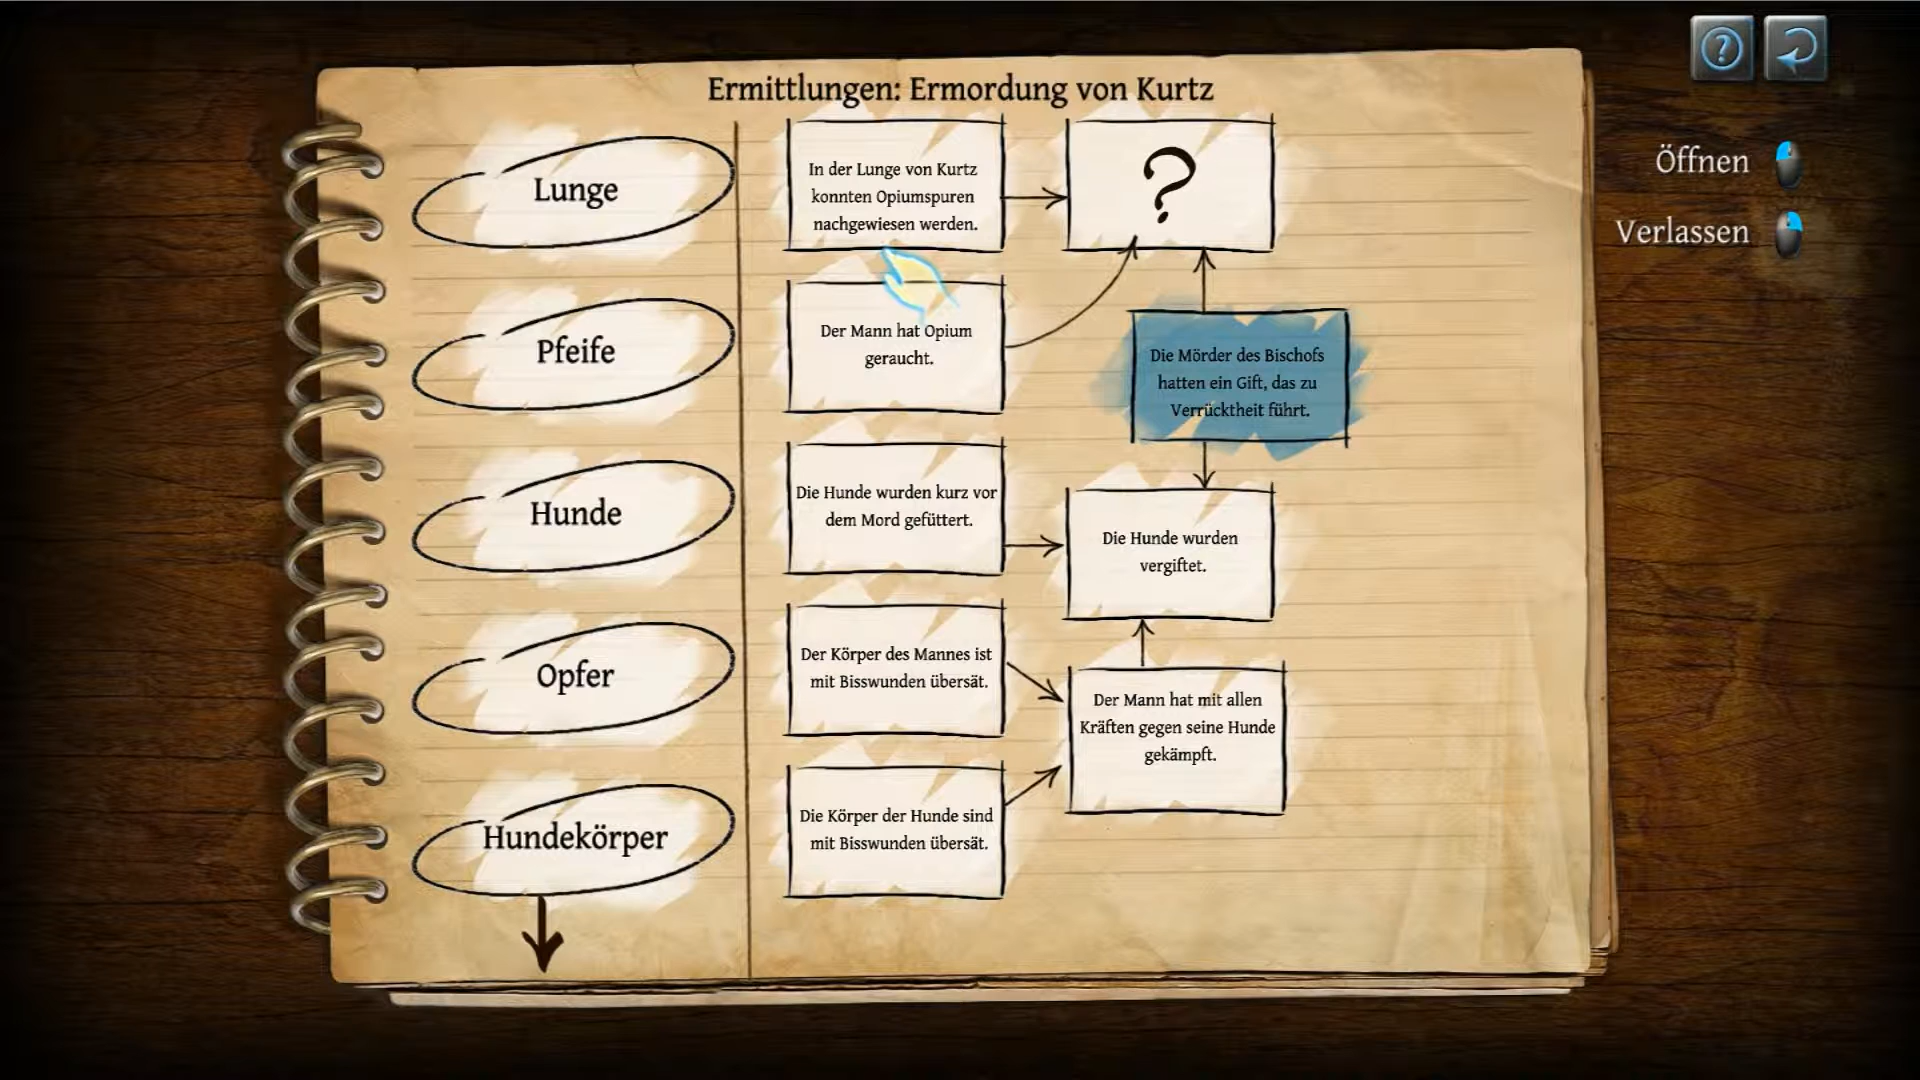 Ermittlungen: Ermordung von Kurtz
Öffnen
Verlassen
Lunge
In der Lunge von Kurtz
konnten Opiumspuren
nachgewiesen werden.
?
Pfeife
Der Mann hat Opium
geraucht.
Die Mörder des Bischofs
hatten ein Gift, das zu
Verrücktheit führt.
Hunde
Die Hunde wurden kurz vor
dem Mord gefüttert.
Die Hunde wurden
vergiftet.
Opfer
Der Körper des Mannes ist
mit Bisswunden übersät.
Der Mann hat mit allen
Kräften gegen seine Hunde
gekämpft.
Hundekörper
Die Körper der Hunde sind
mit Bisswunden übersät.